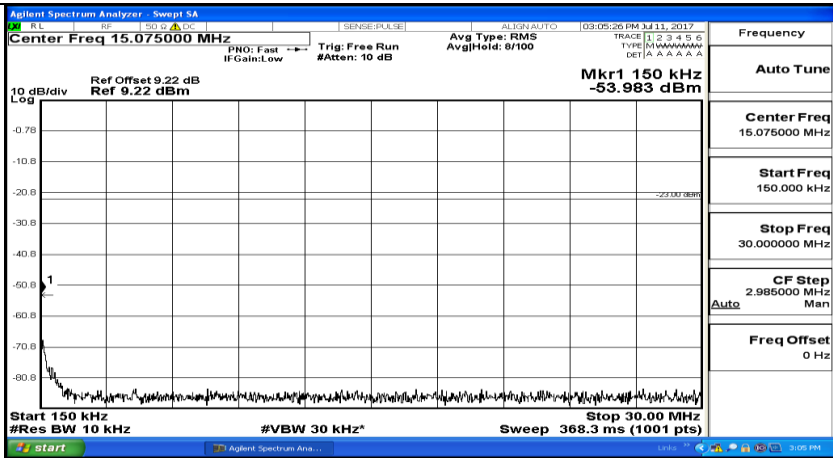 Agilent Spectrum Analyzer - Swept SA
LXI RL RF 50 Ω DC SENSE:PULSE ALIGN AUTO 03:05:26 PM Jul 11, 2017
Center Freq 15.075000 MHz
PNO: Fast
IFGain:Low
Trig: Free Run
#Atten: 10 dB
Avg Type: RMS
Avg|Hold: 8/100
TRACE 1 2 3 4 5 6
TYPE MWWWWW
DET A A A A A A
Ref Offset 9.22 dB
10 dB/div Ref 9.22 dBm
Log
Mkr1 150 kHz
-53.983 dBm
-0.78
-10.8
-20.8
-23.00 dBm
-30.8
-40.8
-50.8
1
-60.8
-70.8
-80.8
Start 150 kHz Stop 30.00 MHz
#Res BW 10 kHz #VBW 30 kHz* Sweep 368.3 ms (1001 pts)
Frequency
Auto Tune
Center Freq
15.075000 MHz
Start Freq
150.000 kHz
Stop Freq
30.000000 MHz
CF Step
2.985000 MHz
Auto Man
Freq Offset
0 Hz
start Agilent Spectrum Ana... Links » 3:05 PM